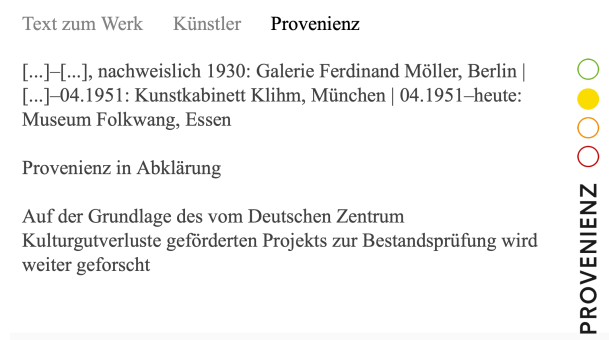 Text zum Werk Künstler Provenienz
[...]–[...], nachweislich 1930: Galerie Ferdinand Möller, Berlin |
[...]–04.1951: Kunstkabinett Klihm, München | 04.1951–heute:
Museum Folkwang, Essen
Provenienz in Abklärung
Auf der Grundlage des vom Deutschen Zentrum
Kulturgutverluste geförderten Projekts zur Bestandsprüfung wird
weiter geforscht
PROVENIENZ